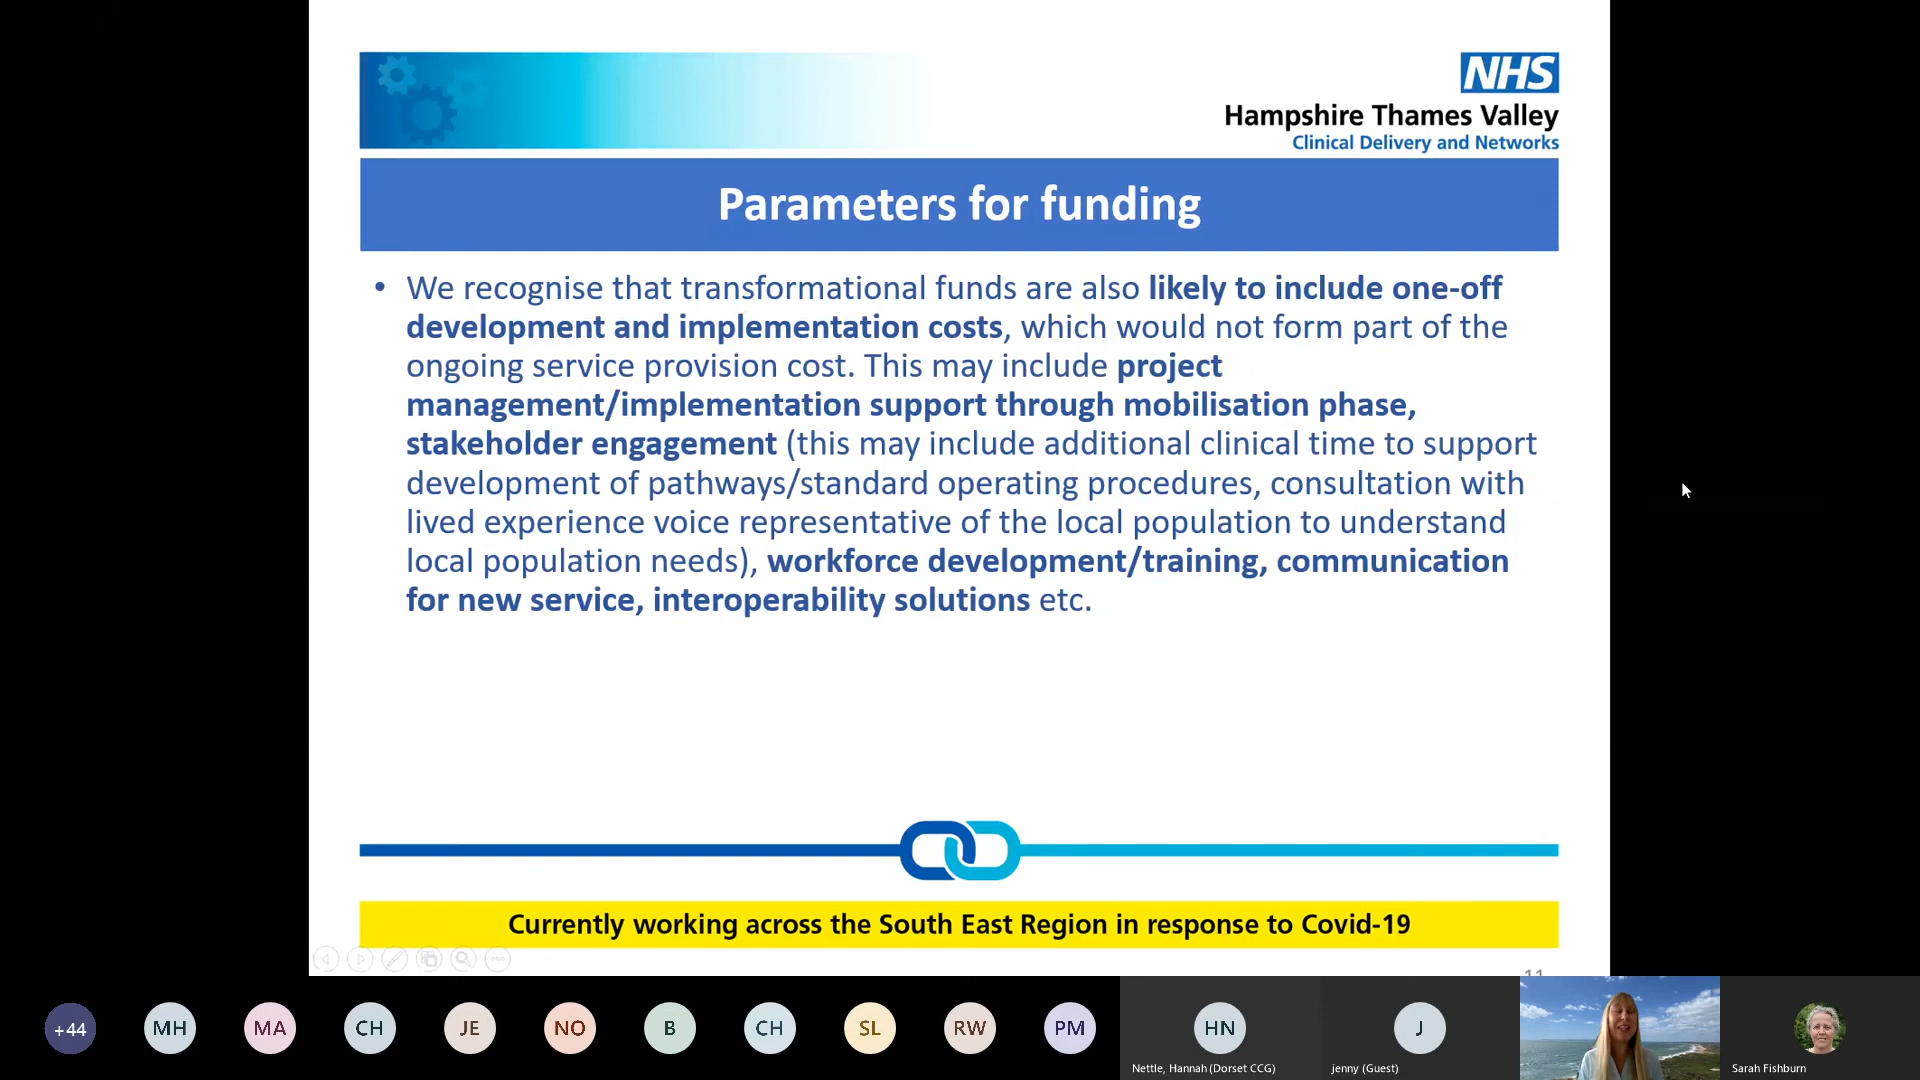 NHS
Hampshire Thames Valley
Clinical Delivery and Networks
Parameters for funding
• We recognise that transformational funds are also likely to include one-off
development and implementation costs, which would not form part of the
ongoing service provision cost. This may include project
management/implementation support through mobilisation phase,
stakeholder engagement (this may include additional clinical time to support
development of pathways/standard operating procedures, consultation with
lived experience voice representative of the local population to understand
local population needs), workforce development/training, communication
for new service, interoperability solutions etc.
Currently working across the South East Region in response to Covid-19
11
+44 MH MA CH JE NO B CH SL RW PM HN J
Nettle, Hannah (Dorset CCG) jenny (Guest) Sarah Fishburn